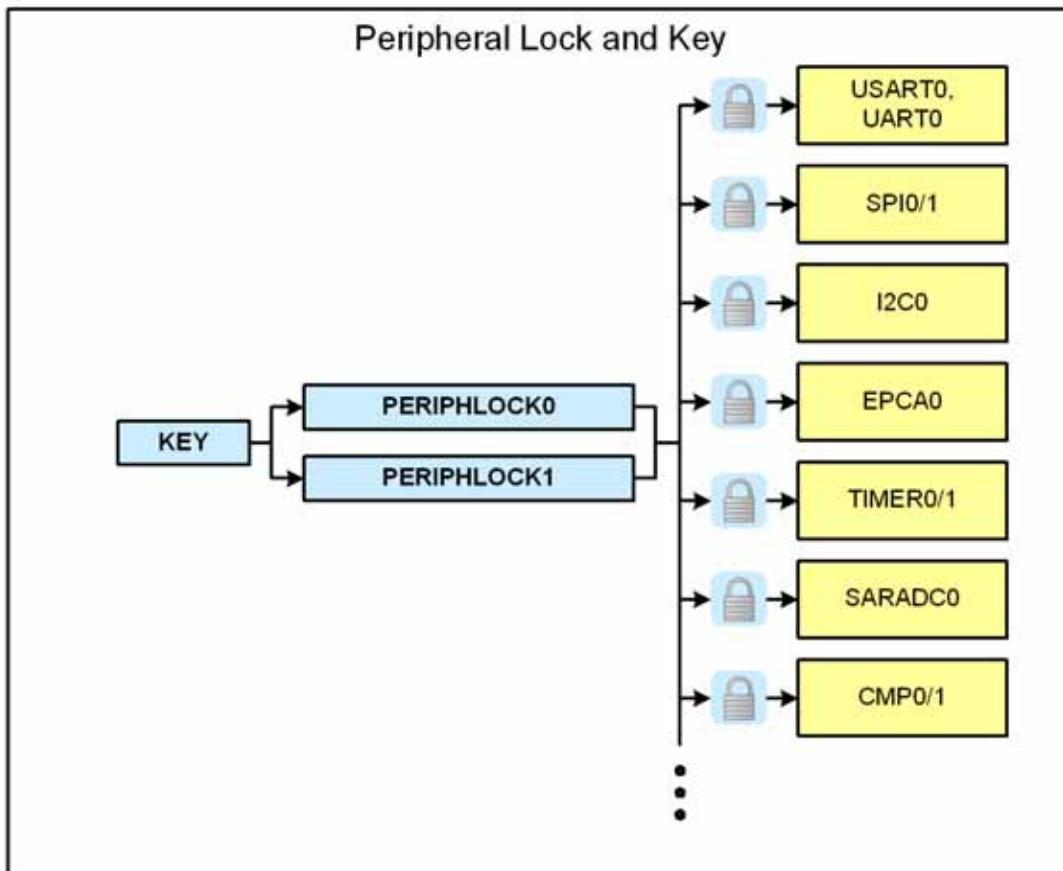 Peripheral Lock and Key
USART0,
UART0
SPI0/1
I2C0
EPCA0
TIMER0/1
SARADC0
CMP0/1
KEY
PERIPHLOCK0
PERIPHLOCK1